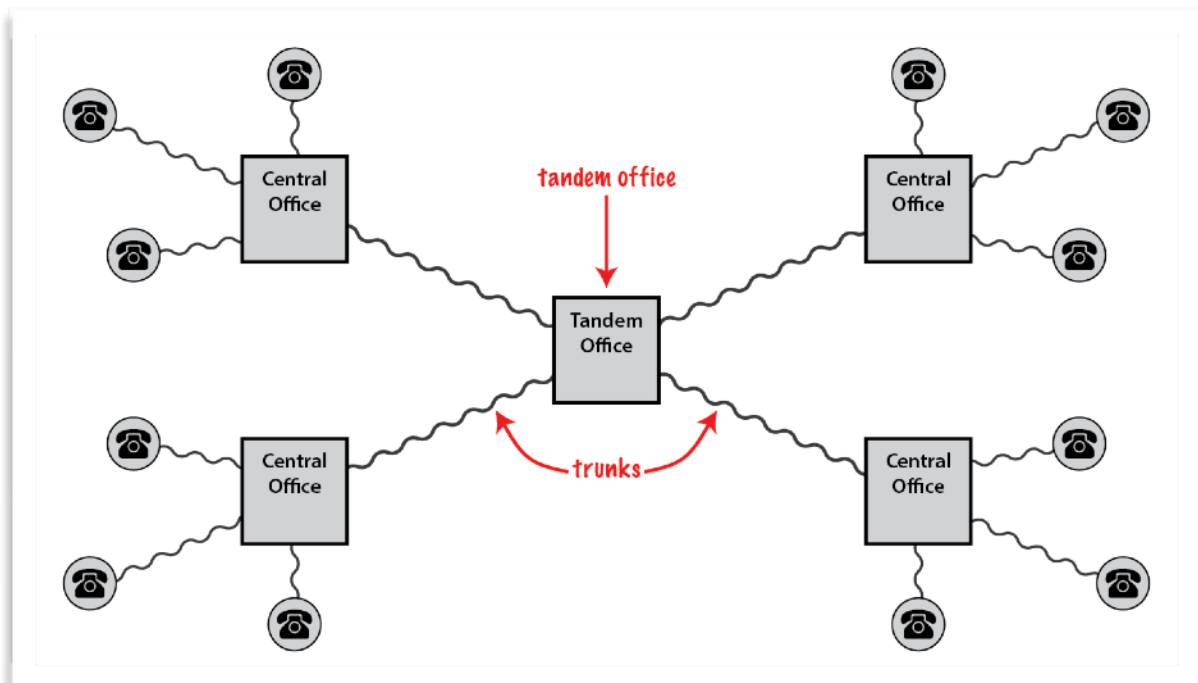 Central
Office
Central
Office
tandem office
Tandem
Office
Central
Office
trunks
Central
Office